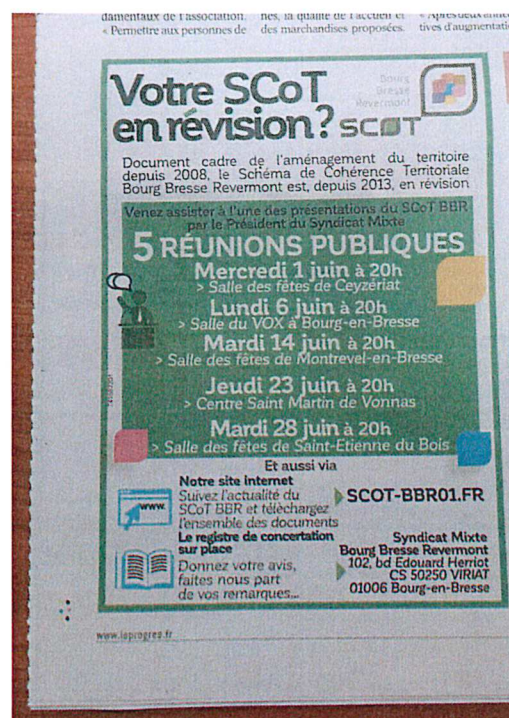 damentaux de l'association.
« Permettre aux personnes de
nes, la qualité de l'accueil et
des marchandises proposées.
« Après deux
tives d'augmentati
Votre SCoT
en révision?
Bourg
Bresse
Revermont
SCOT
Document cadre de l'aménagement du territoire
depuis 2008, le Schéma de Cohérence Territoriale
Bourg Bresse Revermont est, depuis 2013, en révision
Venez assister à l'une des présentations du SCoT BBR
par le Président du Syndicat Mixte
5 RÉUNIONS PUBLIQUES
Mercredi 1 juin à 20h
> Salle des fêtes de Ceyzériat
Lundi 6 juin à 20h
> Salle du VOX à Bourg-en-Bresse
Mardi 14 juin à 20h
> Salle des fêtes de Montrevel-en-Bresse
Jeudi 23 juin à 20h
> Centre Saint Martin de Vonnas
Mardi 28 juin à 20h
> Salle des fêtes de Saint-Etienne du Bois
Et aussi via
Notre site internet
Suivez l'actualité du
SCoT BBR et téléchargez
l'ensemble des documents
www.
SCOT-BBR01.FR
Le registre de concertation
sur place
Donnez votre avis,
faites nous part
de vos remarques...
Syndicat Mixte
Bourg Bresse Revermont
102, bd Edouard Herriot
CS 50250 VIRIAT
01006 Bourg-en-Bresse
www.leprogres.fr